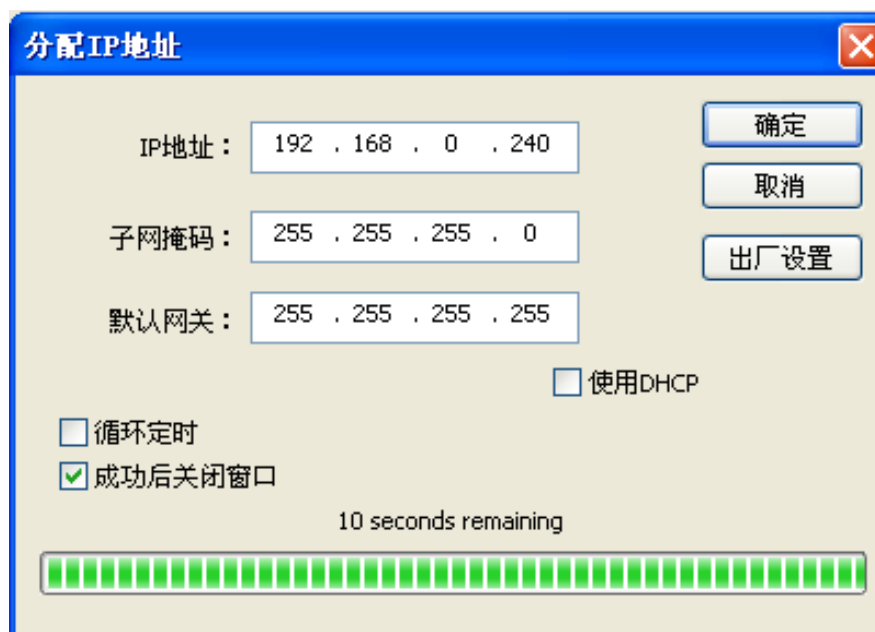 分配IP地址
IP地址： 192 . 168 . 0 . 240
确定
取消
子网掩码： 255 . 255 . 255 . 0
出厂设置
默认网关： 255 . 255 . 255 . 255
使用DHCP
循环定时
成功后关闭窗口
10 seconds remaining